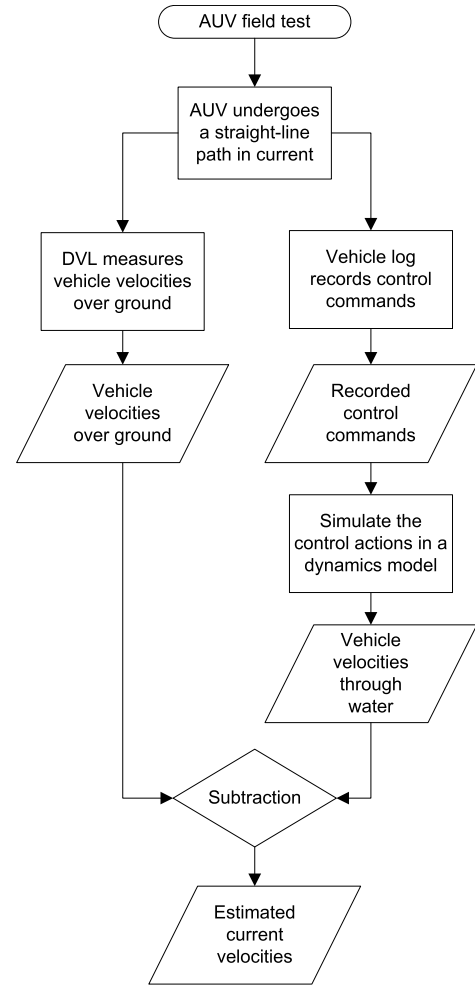 AUV field test
AUV undergoes
a straight-line
path in current
DVL measures
vehicle velocities
over ground
Vehicle log
records control
commands
Vehicle
velocities
over ground
Recorded
control
commands
Simulate the
control actions in a
dynamics model
Vehicle
velocities
through
water
Subtraction
Estimated
current
velocities